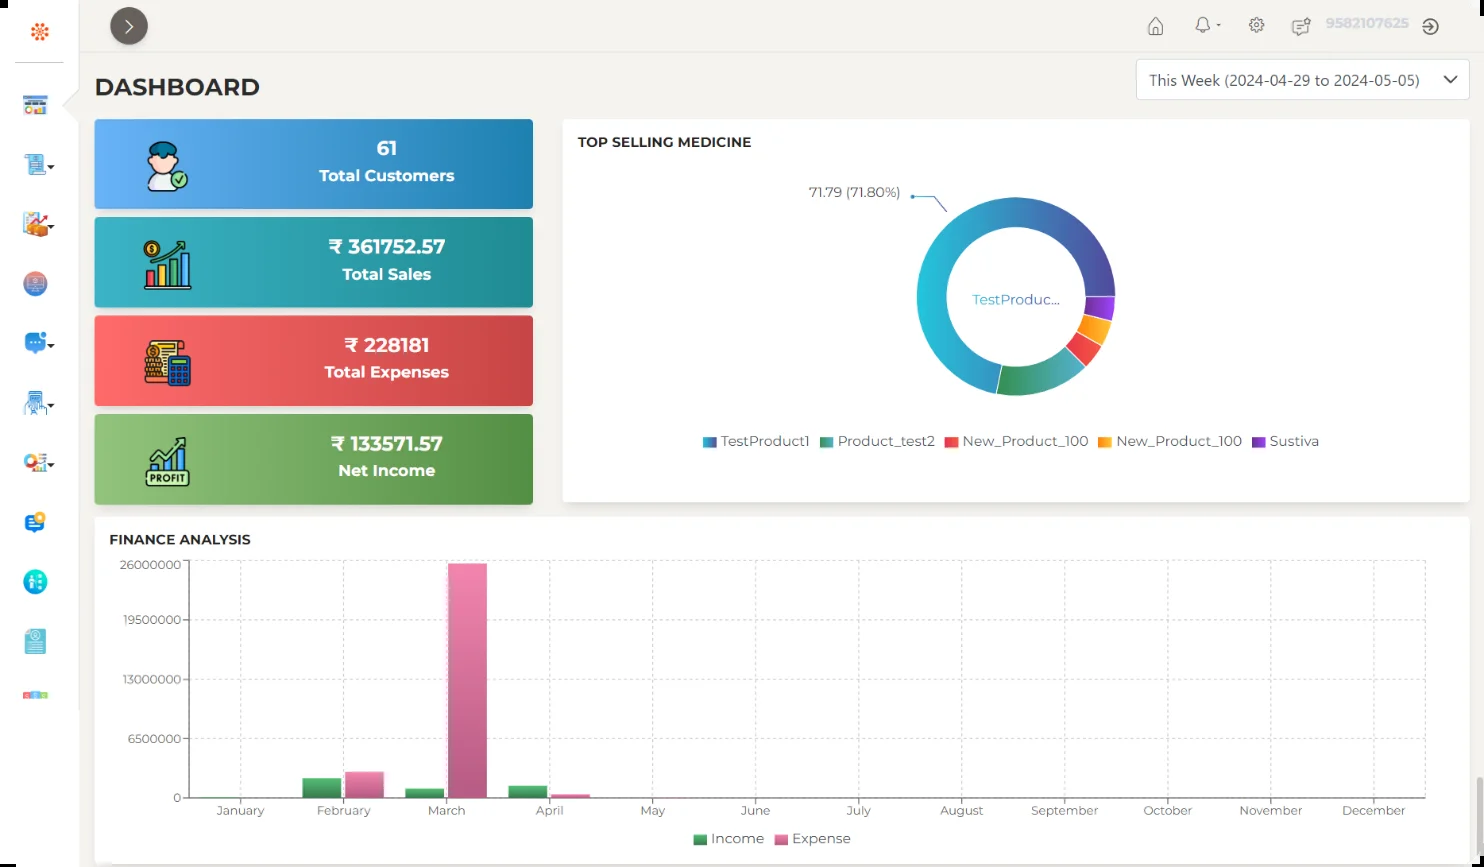 9582107625
DASHBOARD
This Week (2024-04-29 to 2024-05-05)
61
Total Customers
₹ 361752.57
Total Sales
₹ 228181
Total Expenses
PROFIT
₹ 133571.57
Net Income
TOP SELLING MEDICINE
71.79 (71.80%)
TestProduc...
TestProduct1 Product_test2 New_Product_100 New_Product_100 Sustiva
FINANCE ANALYSIS
26000000
19500000
13000000
6500000
0
January February March April May June July August September October November December
Income Expense